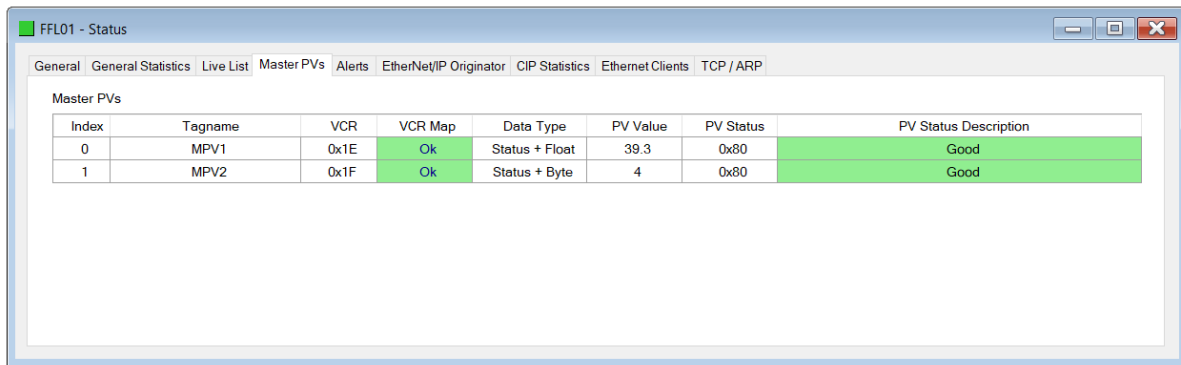 FFL01 - Status
General General Statistics Live List Master PVs Alerts EtherNet/IP Originator CIP Statistics Ethernet Clients TCP / ARP
Master PVs
Index Tagname VCR VCR Map Data Type PV Value PV Status PV Status Description
0 MPV1 0x1E Ok Status + Float 39.3 0x80 Good
1 MPV2 0x1F Ok Status + Byte 4 0x80 Good